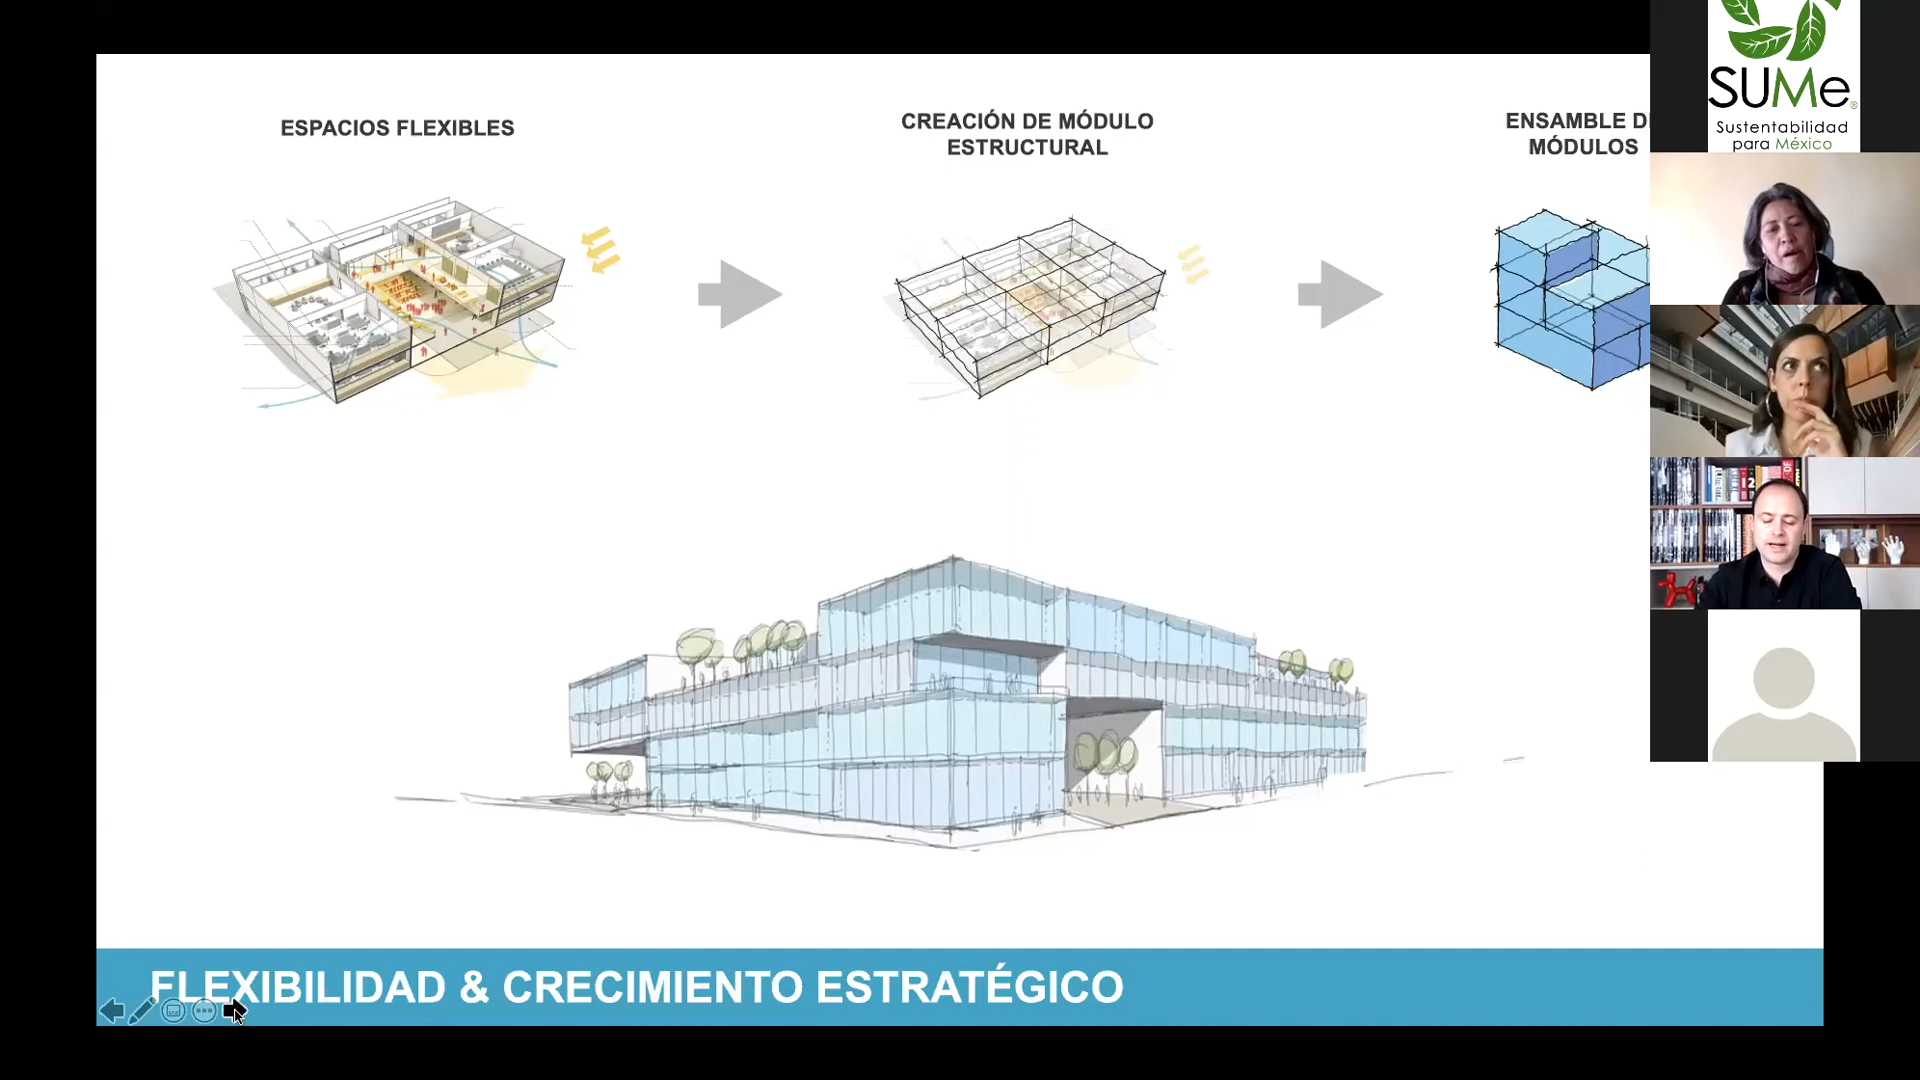 ESPACIOS FLEXIBLES
CREACIÓN DE MÓDULO
ESTRUCTURAL
ENSAMBLE D
MÓDULOS
SUMe
Sustentabilidad
para México
FLEXIBILIDAD & CRECIMIENTO ESTRATÉGICO